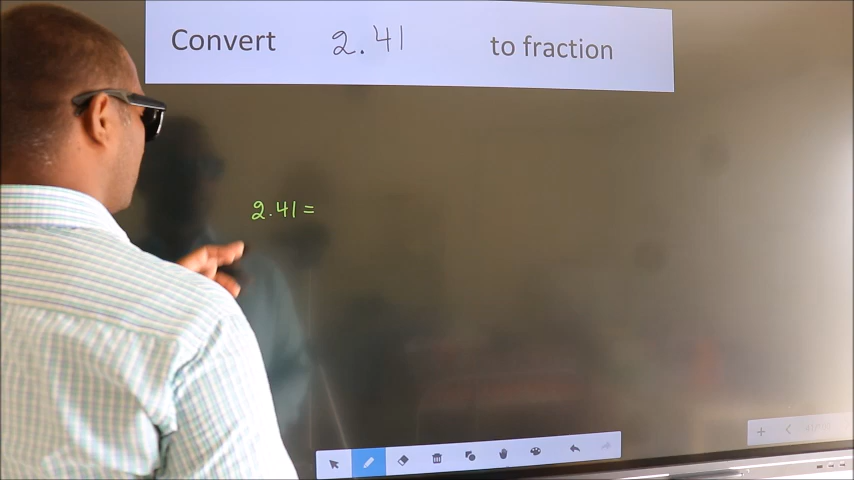 Convert 2.41 to fraction
2.41 =